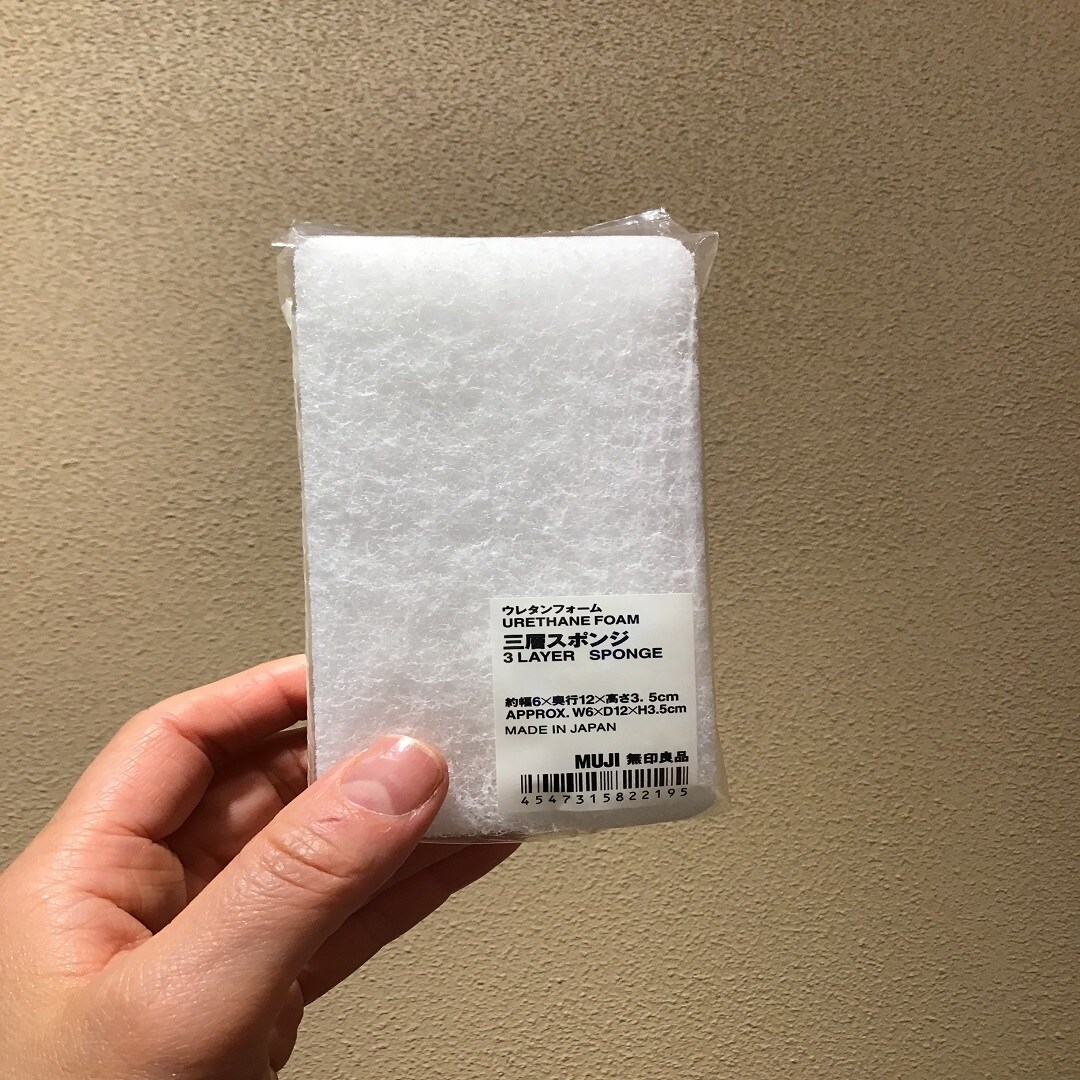 ウレタンフォーム
URETHANE FOAM
三層スポンジ
3 LAYER SPONGE
約幅6×奥行12×高さ3.5cm
APPROX. W6×D12×H3.5cm
MADE IN JAPAN
MUJI 無印良品
4547315822195